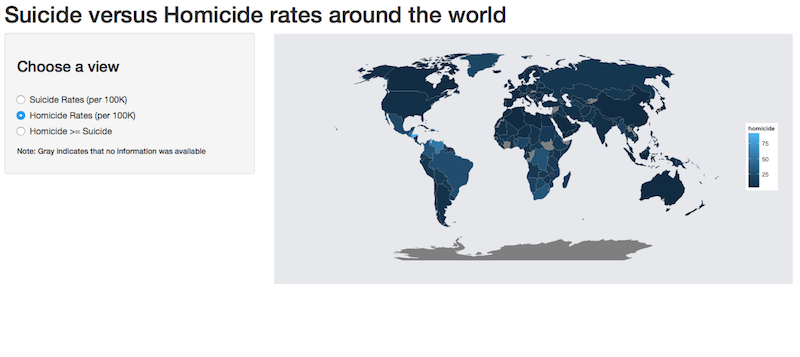 Suicide versus Homicide rates around the world
Choose a view
Suicide Rates (per 100K)
Homicide Rates (per 100K)
Homicide >= Suicide
Note: Gray indicates that no information was available
homicide
75
50
25